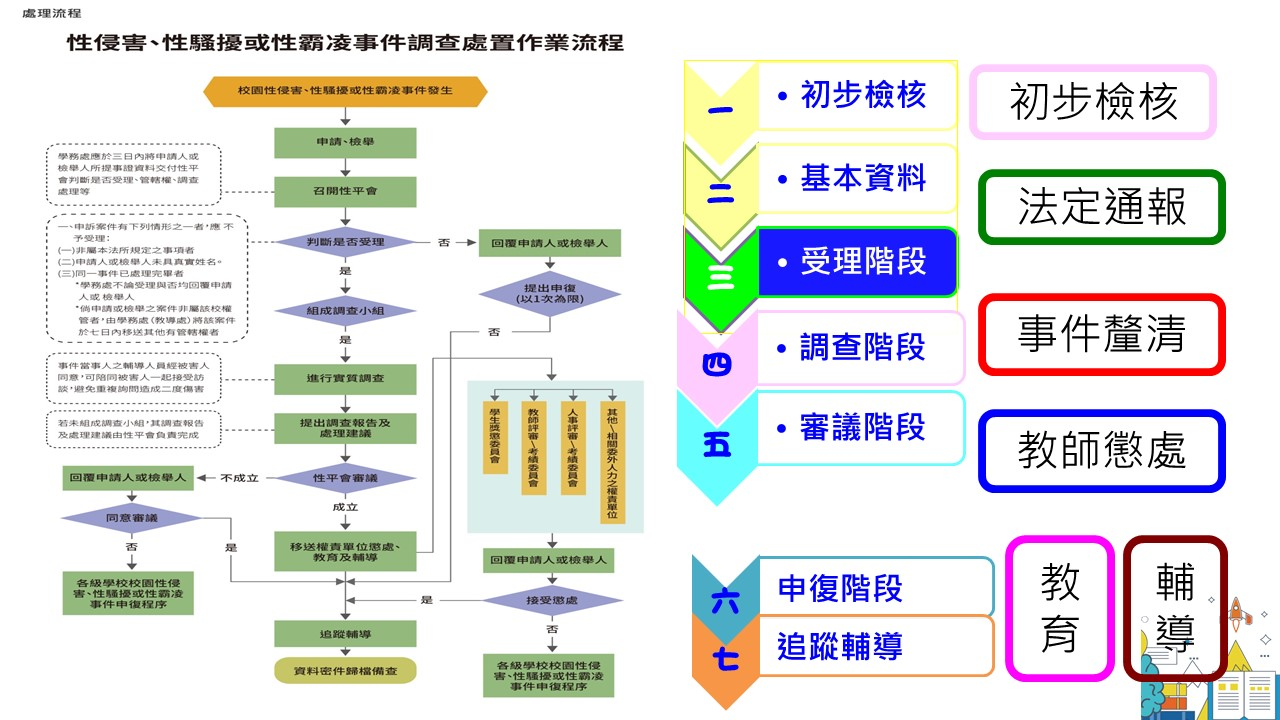 處理流程
性侵害、性騷擾或性霸凌事件調查處置作業流程
校園性侵害、性騷擾或性霸凌事件發生
申請、檢舉
學務處應於三日內將申請人或
檢舉人所提事證資料交付性平
會判斷是否受理、管轄權、調查
處理等
召開性平會
一、申訴案件有下列情形之一者，應 不
予受理：
(一)非屬本法所規定之事項者
(二)申請人或檢舉人未具真實姓名。
(三)同一事件已處理完畢者
*學務處不論受理與否均回覆申請
人或 檢舉人
*倘申請或檢舉之案件非屬該校權
管者，由學務處(教導處)將該案件
於七日內移送其他有管轄權者
判斷是否受理
否
回覆申請人或檢舉人
是
提出申復
(以1次為限)
組成調查小組
否
是
事件當事人之輔導人員經被害人
同意，可陪同被害人一起接受訪
談，避免重複詢問造成二度傷害
進行實質調查
若未組成調查小組，其調查報告
及處理建議由性平會負責完成
提出調查報告及
處理建議
學生獎懲委員會
教師評審\考績委員會
人事評審\考績委員會
其他\相關委外人力之權責單位
回覆申請人或檢舉人
不成立
性平會審議
成立
同意審議
否
是
移送權責單位懲處、
教育及輔導
回覆申請人或檢舉人
各級學校校園性侵
害、性騷擾或性霸凌
事件申復程序
是
接受懲處
否
追蹤輔導
資料密件歸檔備查
各級學校校園性侵
害、性騷擾或性霸凌
事件申復程序
一
• 初步檢核
二
• 基本資料
三
• 受理階段
四
• 調查階段
五
• 審議階段
六
申復階段
七
追蹤輔導
初步檢核
法定通報
事件釐清
教師懲處
教育
輔導